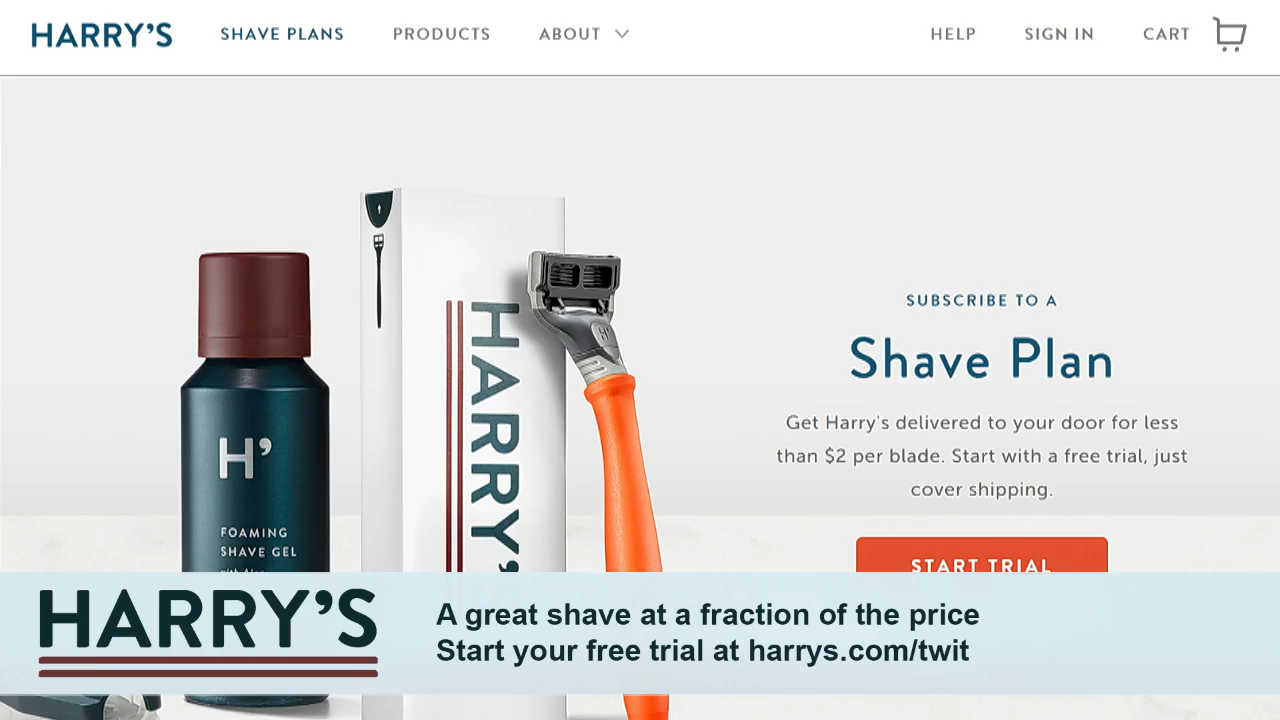 HARRY'S
SHAVE PLANS
PRODUCTS
ABOUT
HELP
SIGN IN
CART
HARRY'
H'
H'
FOAMING
SHAVE GEL
SUBSCRIBE TO A
Shave Plan
Get Harry's delivered to your door for less
than $2 per blade. Start with a free trial, just
cover shipping.
START TRIAL
HARRY'S
A great shave at a fraction of the price
Start your free trial at harrys.com/twit